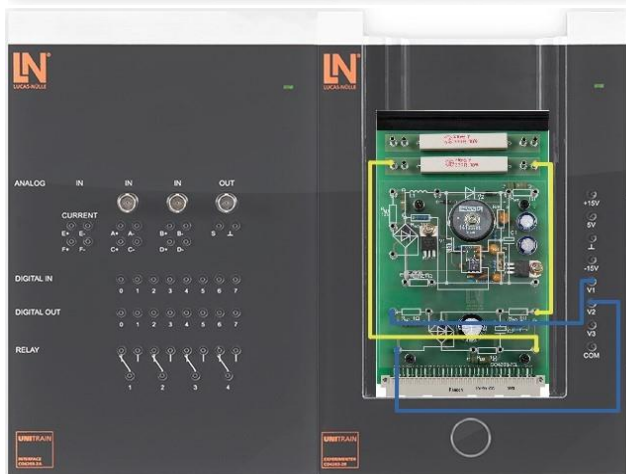 LN
LUCAS-NÜLLE
LN
LUCAS-NÜLLE
ANALOG IN IN IN OUT
CURRENT
E+ E- A+ A- B+ B- S ⊥
F+ F- C+ C- D+ D-
DIGITAL IN
0 1 2 3 4 5 6 7
DIGITAL OUT
0 1 2 3 4 5 6 7
RELAY
1 2 3 4
+15V
5V
⊥
-15V
V1
V2
V3
COM
UNITRAIN
INTERFACE
UNITRAIN
EXPERIMENTER